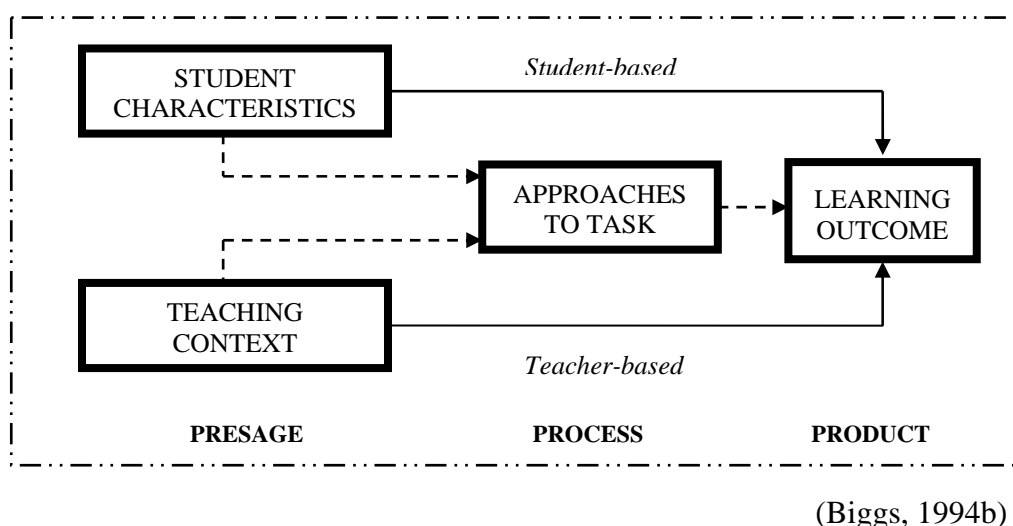 STUDENT
CHARACTERISTICS
Student-based
APPROACHES
TO TASK
LEARNING
OUTCOME
TEACHING
CONTEXT
Teacher-based
PRESAGE
PROCESS
PRODUCT
(Biggs, 1994b)